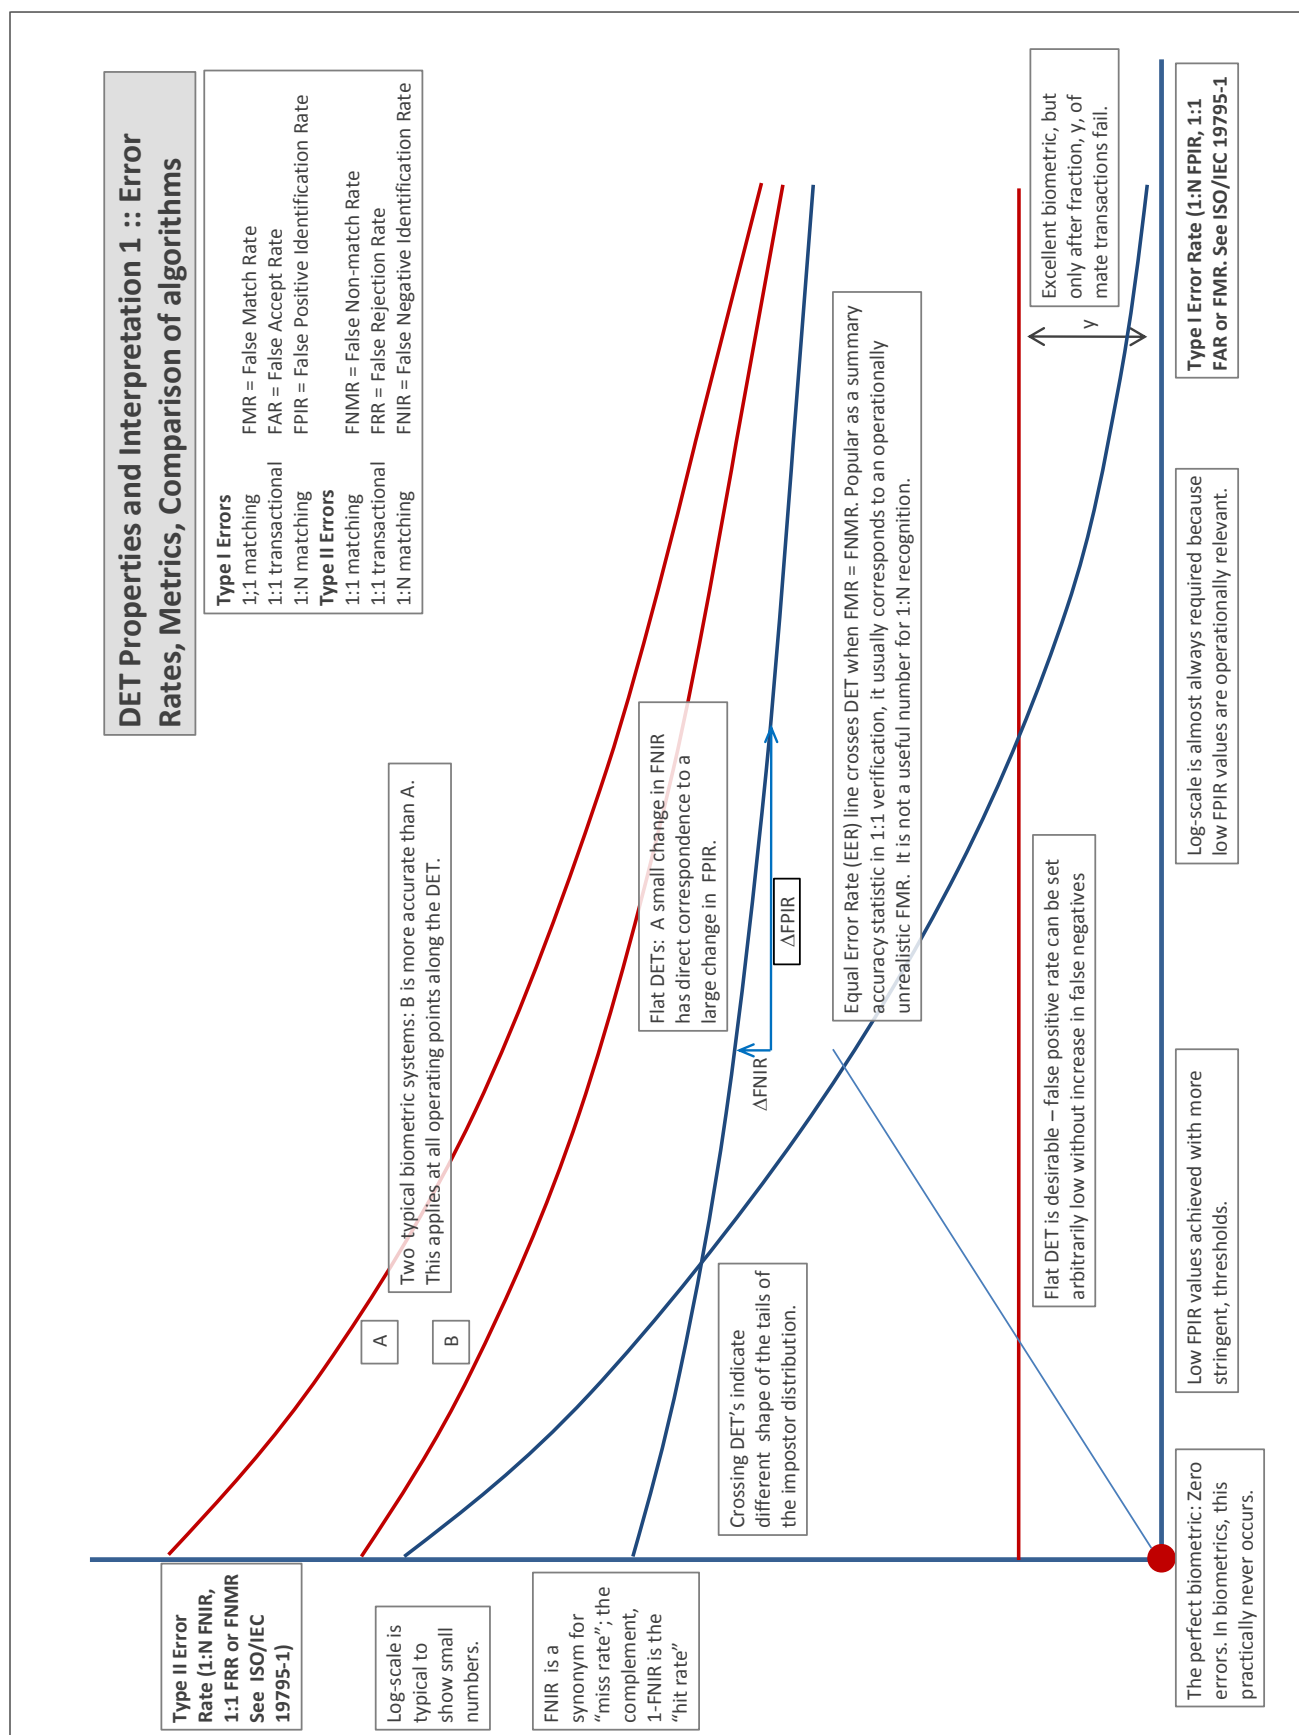 DET Properties and Interpretation 1 :: Error
Rates, Metrics, Comparison of algorithms
Type I Errors
1;1 matching FMR = False Match Rate
1:1 transactional FAR = False Accept Rate
1:N matching FPIR = False Positive Identification Rate
Type II Errors
1:1 matching FNMR = False Non-match Rate
1:1 transactional FRR = False Rejection Rate
1:N matching FNIR = False Negative Identification Rate
Type II Error
Rate (1:N FNIR,
1:1 FRR or FNMR
See ISO/IEC
19795-1)
Log-scale is
typical to
show small
numbers.
FNIR is a
synonym for
“miss rate”; the
complement,
1-FNIR is the
“hit rate”
Two typical biometric systems: B is more accurate than A.
This applies at all operating points along the DET.
A
B
Flat DETs: A small change in FNIR
has direct correspondence to a
large change in FPIR.
ΔFNIR
ΔFPIR
Crossing DET’s indicate
different shape of the tails of
the impostor distribution.
Equal Error Rate (EER) line crosses DET when FMR = FNMR. Popular as a summary
accuracy statistic in 1:1 verification, it usually corresponds to an operationally
unrealistic FMR. It is not a useful number for 1:N recognition.
Flat DET is desirable – false positive rate can be set
arbitrarily low without increase in false negatives
Excellent biometric, but
only after fraction, y, of
mate transactions fail.
y
The perfect biometric: Zero
errors. In biometrics, this
practically never occurs.
Low FPIR values achieved with more
stringent, thresholds.
Log-scale is almost always required because
low FPIR values are operationally relevant.
Type I Error Rate (1:N FPIR, 1:1
FAR or FMR. See ISO/IEC 19795-1